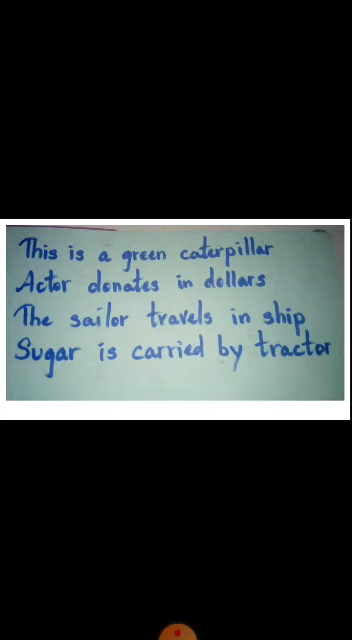 This is a green caterpillar
Actor donates in dollars
The sailor travels in ship
Sugar is carried by tractor